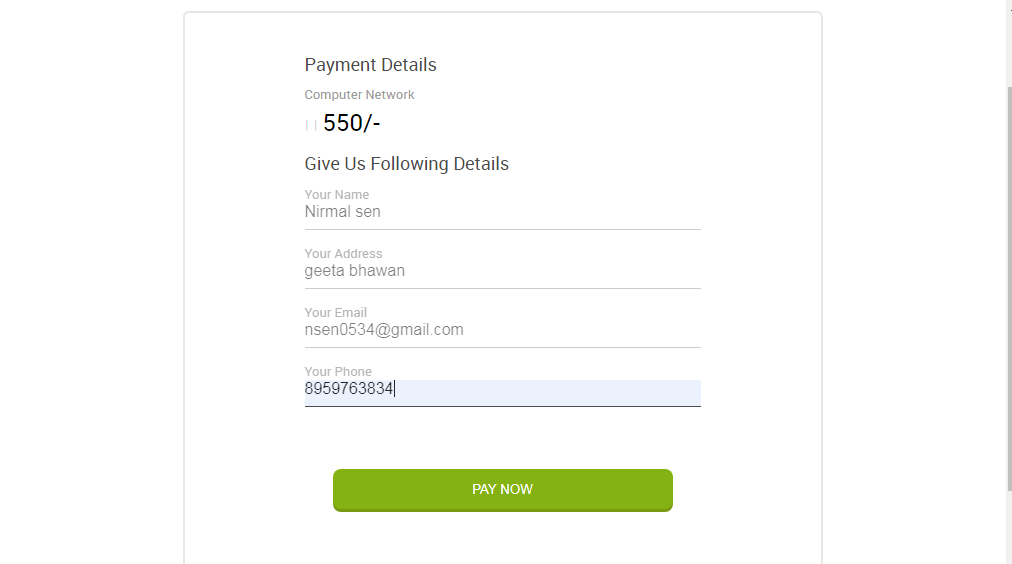 Payment Details
Computer Network
550/-
Give Us Following Details
Your Name
Nirmal sen
Your Address
geeta bhawan
Your Email
nsen0534@gmail.com
Your Phone
8959763834
PAY NOW